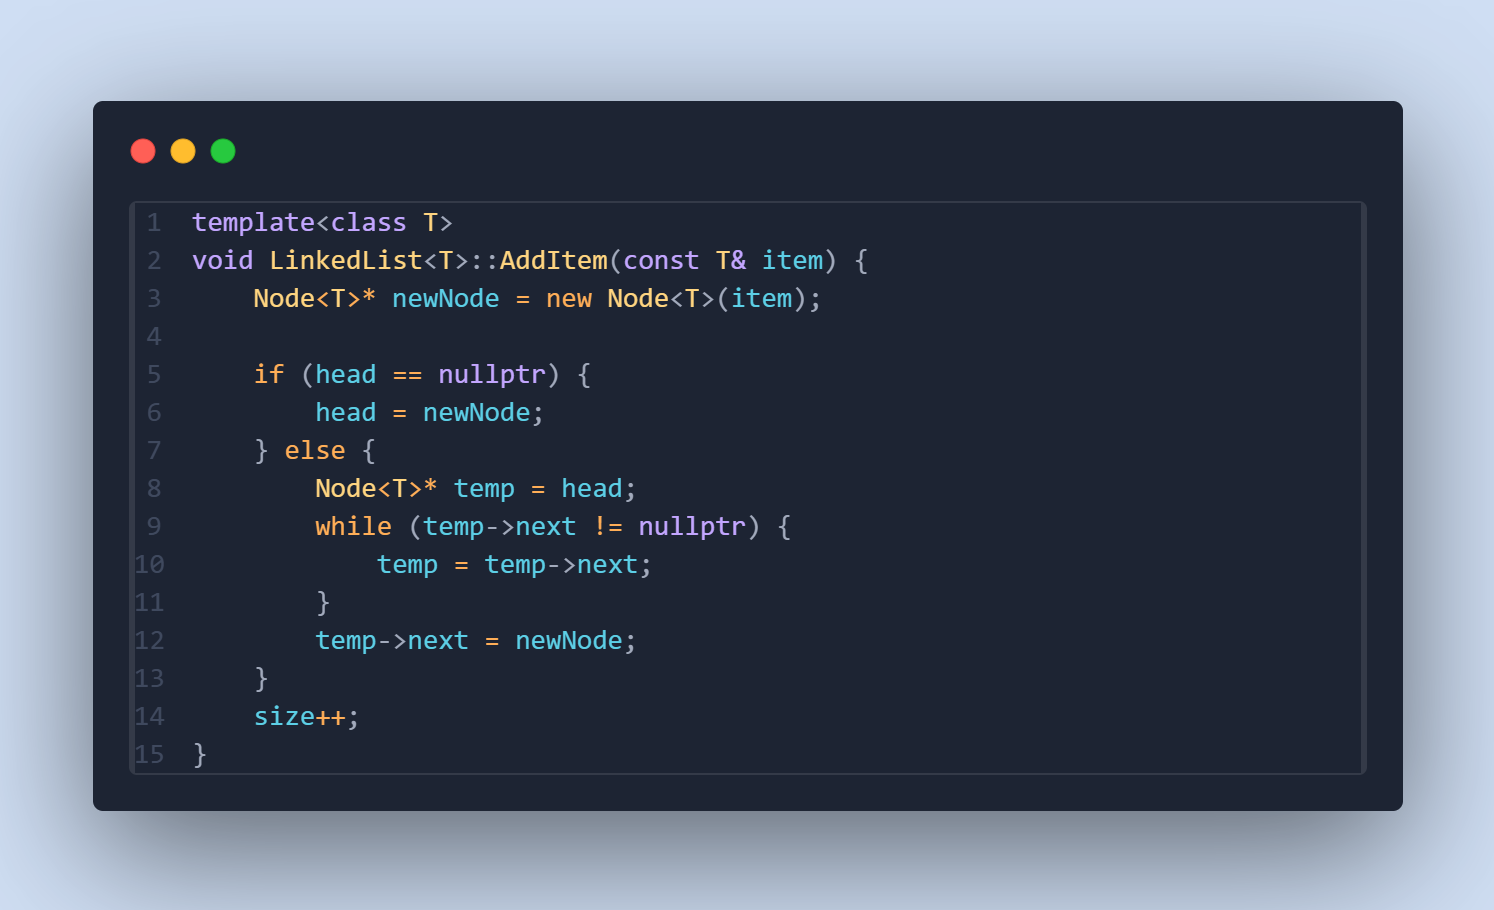 1 template<class T>
2 void LinkedList<T>::AddItem(const T& item) {
3     Node<T>* newNode = new Node<T>(item);
4
5     if (head == nullptr) {
6         head = newNode;
7     } else {
8         Node<T>* temp = head;
9         while (temp->next != nullptr) {
10             temp = temp->next;
11         }
12         temp->next = newNode;
13     }
14     size++;
15 }